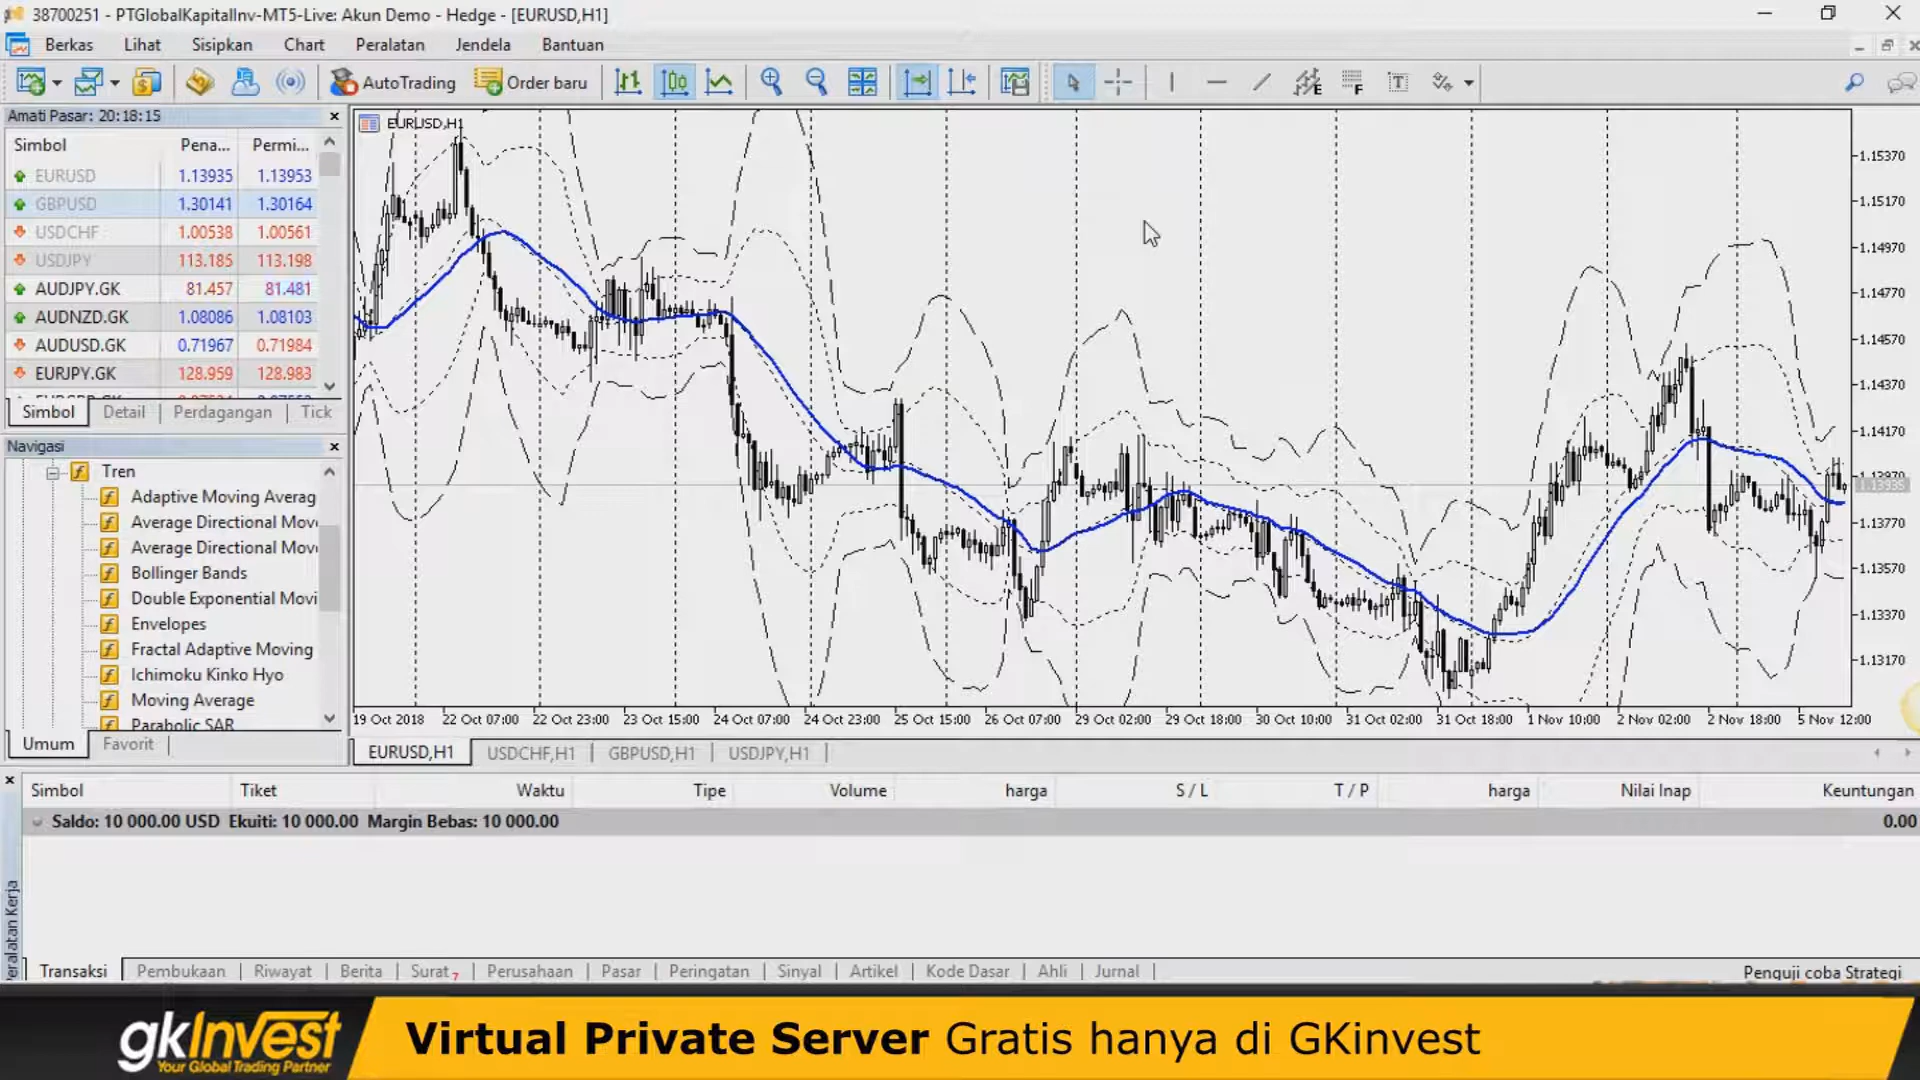 38700251 - PTGlobalKapitalInv-MT5-Live: Akun Demo - Hedge - [EURUSD,H1]
Berkas Lihat Sisipkan Chart Peralatan Jendela Bantuan
AutoTrading Order baru
Amati Pasar: 20:18:15
Simbol Pena... Permi...
EURUSD 1.13935 1.13953
GBPUSD 1.30141 1.30164
USDCHF 1.00538 1.00561
USDJPY 113.185 113.198
AUDJPY.GK 81.457 81.481
AUDNZD.GK 1.08086 1.08103
AUDUSD.GK 0.71967 0.71984
EURJPY.GK 128.959 128.983
Simbol Detail Perdagangan Tick
Navigasi
Tren
Adaptive Moving Averag
Average Directional Mov
Average Directional Mov
Bollinger Bands
Double Exponential Movi
Envelopes
Fractal Adaptive Moving
Ichimoku Kinko Hyo
Moving Average
Parabolic SAR
Umum Favorit
EURUSD,H1
1.15370
1.15170
1.14970
1.14770
1.14570
1.14370
1.14170
1.13970
1.13935
1.13770
1.13570
1.13370
1.13170
19 Oct 2018 22 Oct 07:00 22 Oct 23:00 23 Oct 15:00 24 Oct 07:00 24 Oct 23:00 25 Oct 15:00 26 Oct 07:00 29 Oct 02:00 29 Oct 18:00 30 Oct 10:00 31 Oct 02:00 31 Oct 18:00 1 Nov 10:00 2 Nov 02:00 2 Nov 18:00 5 Nov 12:00
EURUSD,H1 USDCHF,H1 GBPUSD,H1 USDJPY,H1
Simbol Tiket Waktu Tipe Volume harga S / L T / P harga Nilai Inap Keuntungan
Saldo: 10 000.00 USD Ekuiti: 10 000.00 Margin Bebas: 10 000.00 0.00
Transaksi Pembukaan Riwayat Berita Surat 7 Perusahaan Pasar Peringatan Sinyal Artikel Kode Dasar Ahli Jurnal Penguji coba Strategi
gkInvest
Your Global Trading Partner
Virtual Private Server Gratis hanya di GKinvest